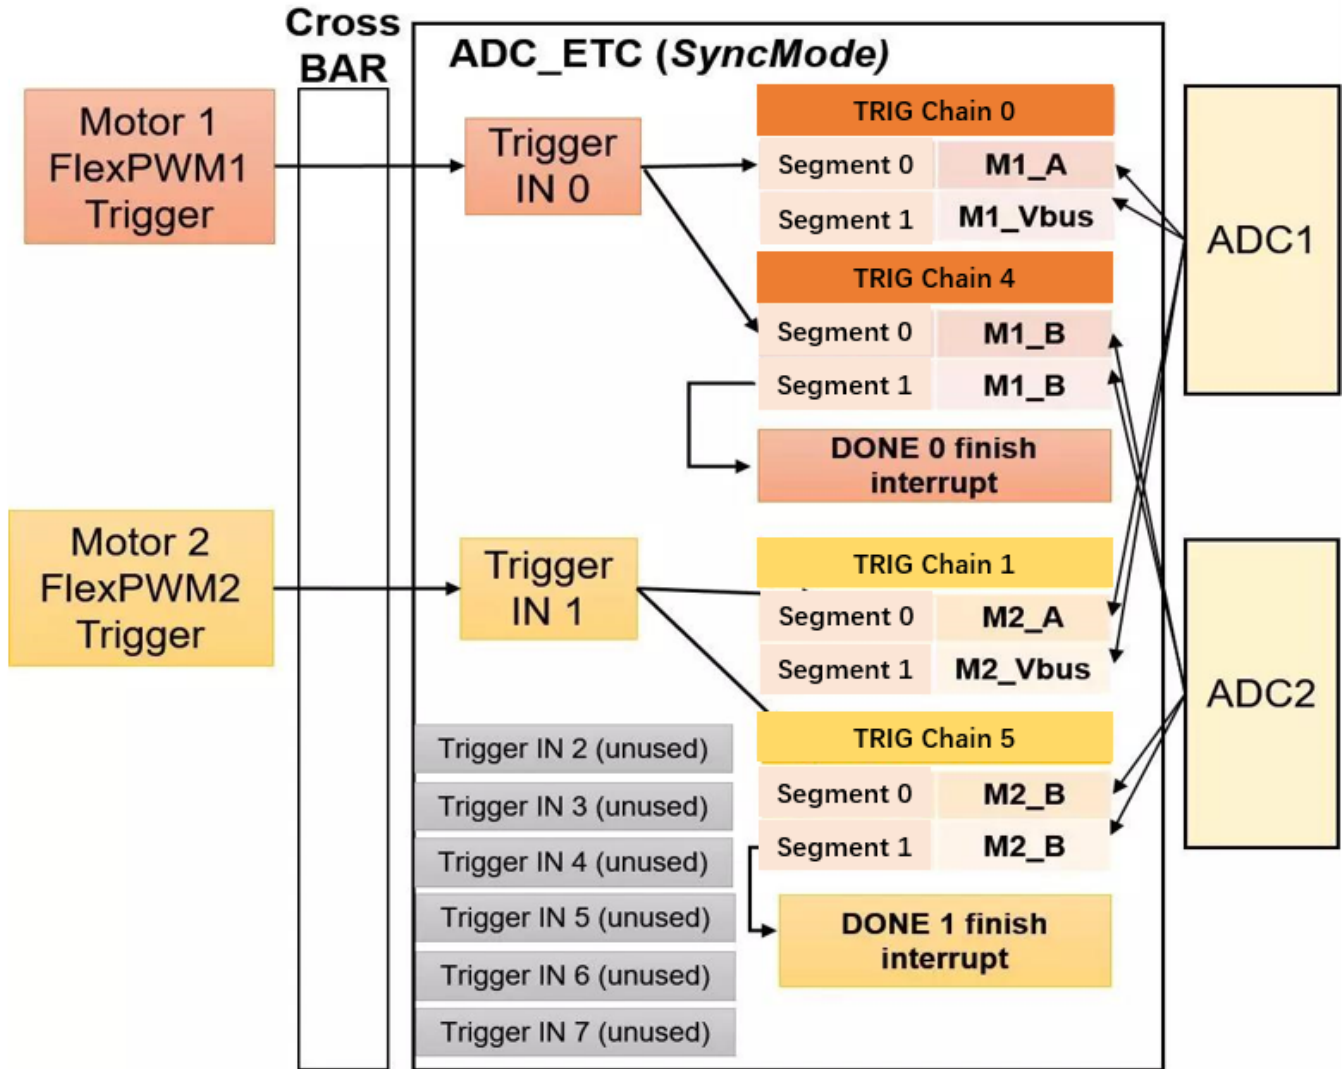 Cross
BAR
ADC_ETC (SyncMode)
Motor 1
FlexPWM1
Trigger
Trigger
IN 0
TRIG Chain 0
Segment 0 M1_A
Segment 1 M1_Vbus
TRIG Chain 4
Segment 0 M1_B
Segment 1 M1_B
DONE 0 finish
interrupt
ADC1
Motor 2
FlexPWM2
Trigger
Trigger
IN 1
TRIG Chain 1
Segment 0 M2_A
Segment 1 M2_Vbus
TRIG Chain 5
Segment 0 M2_B
Segment 1 M2_B
DONE 1 finish
interrupt
ADC2
Trigger IN 2 (unused)
Trigger IN 3 (unused)
Trigger IN 4 (unused)
Trigger IN 5 (unused)
Trigger IN 6 (unused)
Trigger IN 7 (unused)